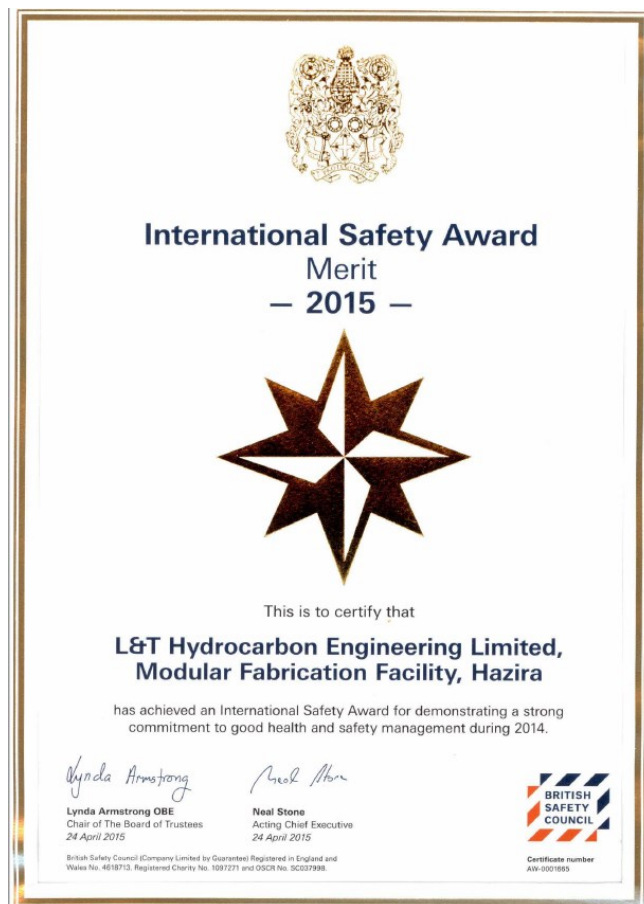 International Safety Award
Merit
— 2015 —
This is to certify that
L&T Hydrocarbon Engineering Limited,
Modular Fabrication Facility, Hazira
has achieved an International Safety Award for demonstrating a strong
commitment to good health and safety management during 2014.
Lynda Armstrong
Neal Stone
Lynda Armstrong OBE
Chair of The Board of Trustees
24 April 2015
Neal Stone
Acting Chief Executive
24 April 2015
BRITISH
SAFETY
COUNCIL
British Safety Council (Company Limited by Guarantee) Registered in England and
Wales No. 4618713. Registered Charity No. 1097271 and OSCR No. SC037998.
Certificate number
AW-0001665